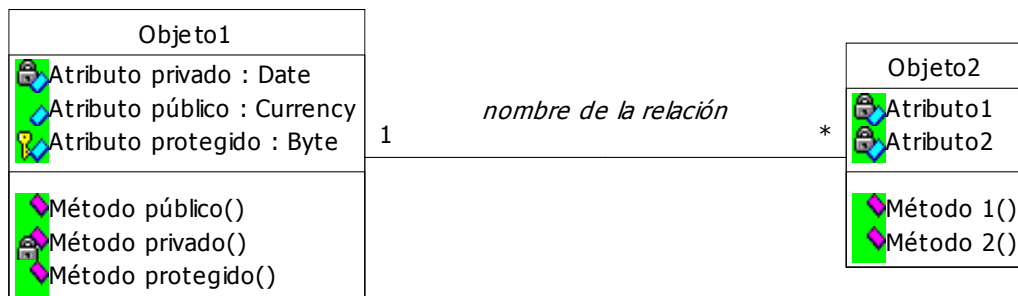 Objeto1
Atributo privado : Date
Atributo público : Currency
Atributo protegido : Byte
Método público()
Método privado()
Método protegido()
1
nombre de la relación
*
Objeto2
Atributo1
Atributo2
Método 1()
Método 2()